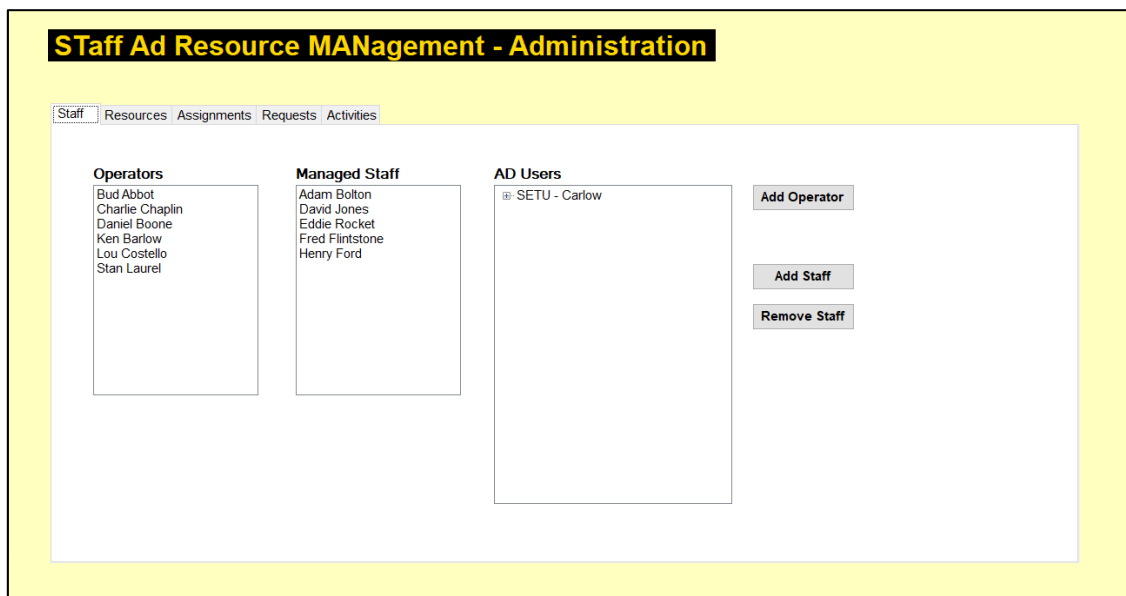 STaff Ad Resource MANagement - Administration
Staff Resources Assignments Requests Activities
Operators
Bud Abbot
Charlie Chaplin
Daniel Boone
Ken Barlow
Lou Costello
Stan Laurel
Managed Staff
Adam Bolton
David Jones
Eddie Rocket
Fred Flintstone
Henry Ford
AD Users
SETU - Carlow
Add Operator
Add Staff
Remove Staff